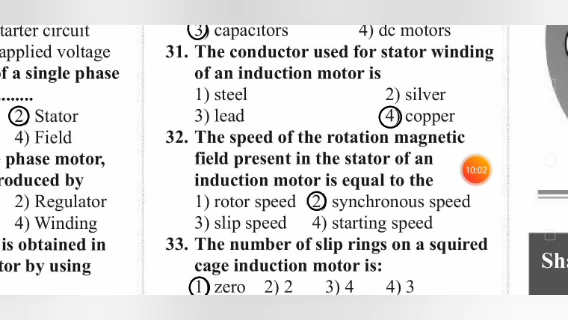 tarter circuit
applied voltage
of a single phase
........
2) Stator
4) Field
phase motor,
roduced by
2) Regulator
4) Winding
is obtained in
tor by using
3) capacitors 4) dc motors
31. The conductor used for stator winding
of an induction motor is
1) steel 2) silver
3) lead 4) copper
32. The speed of the rotation magnetic
field present in the stator of an
induction motor is equal to the
1) rotor speed 2) synchronous speed
3) slip speed 4) starting speed
33. The number of slip rings on a squired
cage induction motor is:
1) zero 2) 2 3) 4 4) 3
10:02
Sha